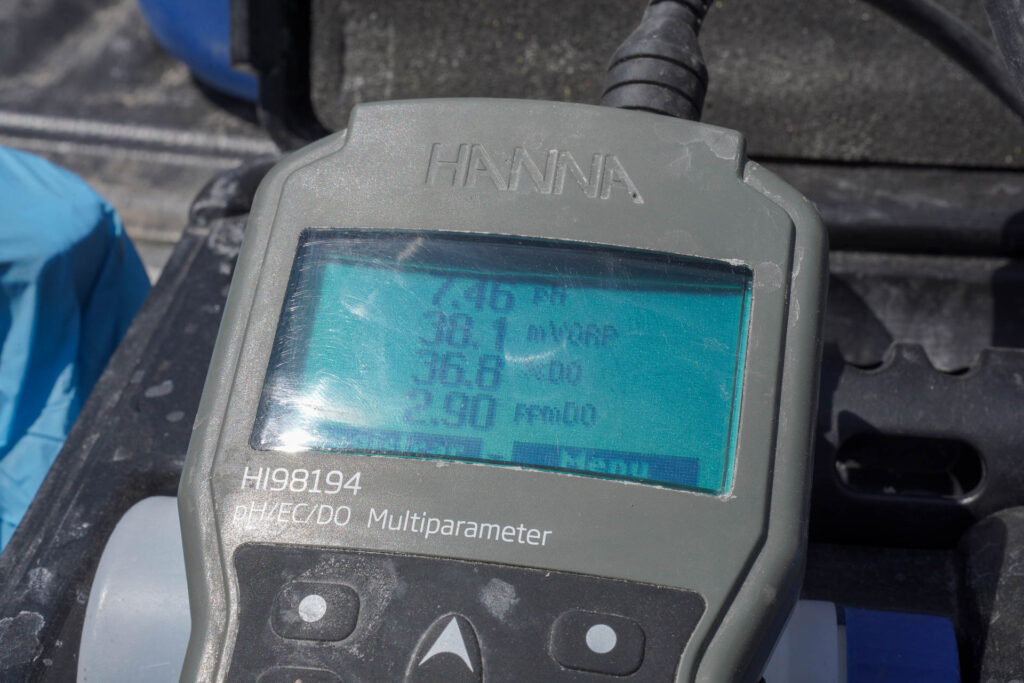 HANNA
7.46 pH
38.1 mVORP
36.8 %DO
2.90 ppmDO
Menu
HI98194
pH/EC/DO Multiparameter